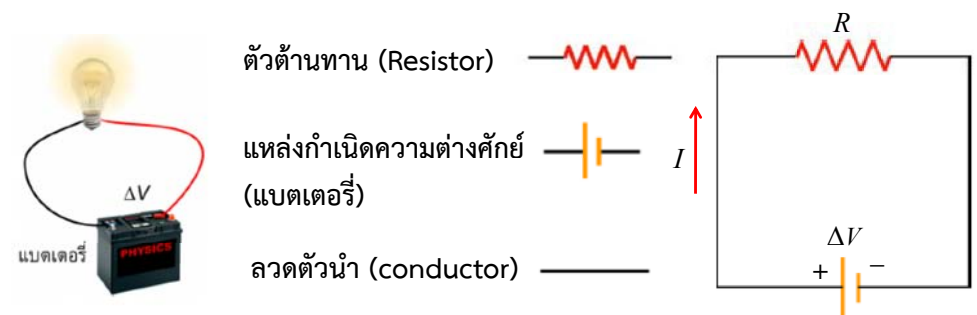 ΔV
แบตเตอรี่
PHYSICS
ตัวต้านทาน (Resistor)
แหล่งกำเนิดความต่างศักย์
(แบตเตอรี่)
ลวดตัวนำ (conductor)
R
I
ΔV
+ −